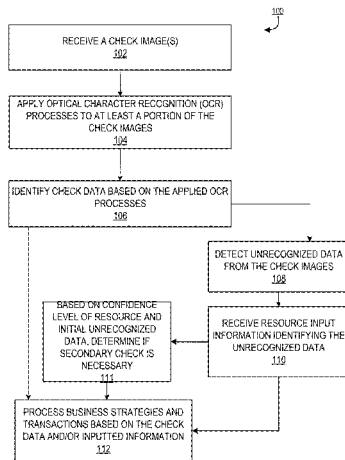 100
RECEIVE A CHECK IMAGE(S)
102
APPLY OPTICAL CHARACTER RECOGNITION (OCR)
PROCESSES TO AT LEAST A PORTION OF THE
CHECK IMAGES
104
IDENTIFY CHECK DATA BASED ON THE APPLIED OCR
PROCESSES
106
DETECT UNRECOGNIZED DATA
FROM THE CHECK IMAGES
108
BASED ON CONFIDENCE
LEVEL OF RESOURCE AND
INITIAL UNRECOGNIZED
DATA, DETERMINE IF
SECONDARY CHECK IS
NECESSARY
111
RECEIVE RESOURCE INPUT
INFORMATION IDENTIFYING THE
UNRECOGNIZED DATA
110
PROCESS BUSINESS STRATEGIES AND
TRANSACTIONS BASED ON THE CHECK
DATA AND/OR INPUTTED INFORMATION
112